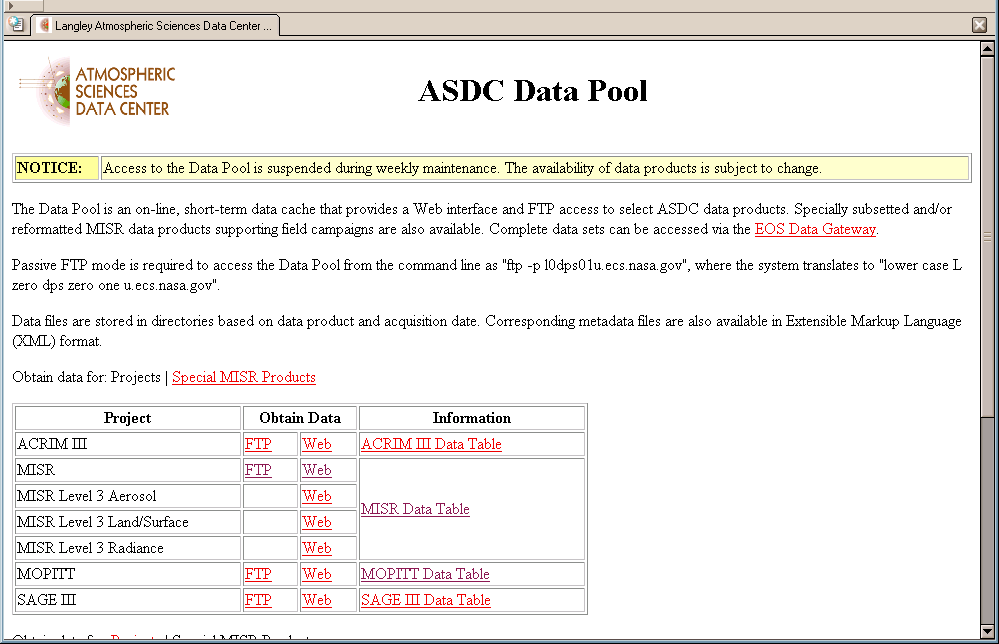 Langley Atmospheric Sciences Data Center ...
ATMOSPHERIC
SCIENCES
DATA CENTER
ASDC Data Pool
NOTICE: Access to the Data Pool is suspended during weekly maintenance. The availability of data products is subject to change.
The Data Pool is an on-line, short-term data cache that provides a Web interface and FTP access to select ASDC data products. Specially subsetted and/or
reformatted MISR data products supporting field campaigns are also available. Complete data sets can be accessed via the EOS Data Gateway.
Passive FTP mode is required to access the Data Pool from the command line as "ftp -p l0dps01u.ecs.nasa.gov", where the system translates to "lower case L
zero dps zero one u.ecs.nasa.gov".
Data files are stored in directories based on data product and acquisition date. Corresponding metadata files are also available in Extensible Markup Language
(XML) format.
Obtain data for: Projects | Special MISR Products
Project Obtain Data Information
ACRIM III FTP Web ACRIM III Data Table
MISR FTP Web
MISR Level 3 Aerosol Web
MISR Data Table
MISR Level 3 Land/Surface Web
MISR Level 3 Radiance Web
MOPITT FTP Web MOPITT Data Table
SAGE III FTP Web SAGE III Data Table
Obtain data for: Projects | Special MISR Products